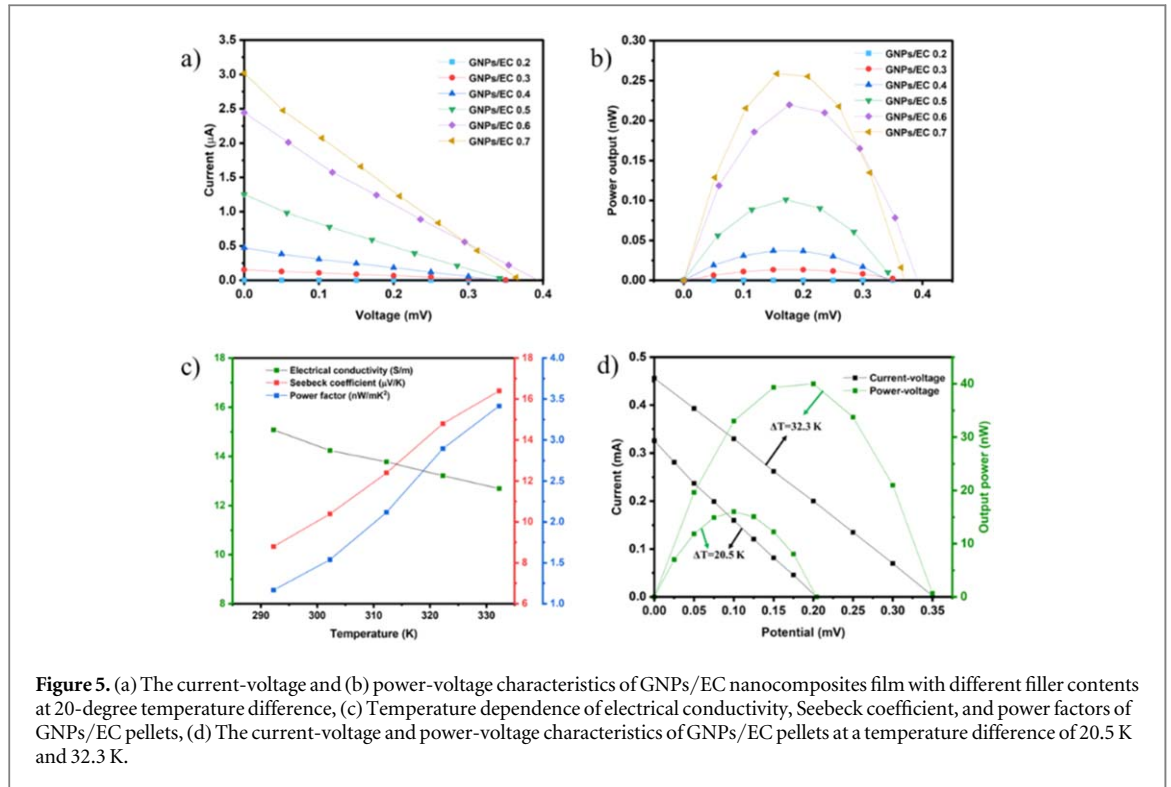 a)
3.5
3.0
2.5
2.0
1.5
1.0
0.5
0.0
Current (μA)
0.0 0.1 0.2 0.3 0.4
Voltage (mV)
GNPs/EC 0.2
GNPs/EC 0.3
GNPs/EC 0.4
GNPs/EC 0.5
GNPs/EC 0.6
GNPs/EC 0.7
b)
0.30
0.25
0.20
0.15
0.10
0.05
0.00
Power output (nW)
0.0 0.1 0.2 0.3 0.4
Voltage (mV)
GNPs/EC 0.2
GNPs/EC 0.3
GNPs/EC 0.4
GNPs/EC 0.5
GNPs/EC 0.6
GNPs/EC 0.7
c)
18
16
14
12
10
8
Electrical conductivity (S/m)
Seebeck coefficient (μV/K)
Power factor (nW/mK²)
290 300 310 320 330
Temperature (K)
18
16
14
12
10
8
6
4.0
3.5
3.0
2.5
2.0
1.5
1.0
d)
0.5
0.4
0.3
0.2
0.1
0.0
Current (mA)
Current-voltage
Power-voltage
ΔT=32.3 K
ΔT=20.5 K
0.00 0.05 0.10 0.15 0.20 0.25 0.30 0.35
Potential (mV)
40
30
20
10
0
Output power (nW)
Figure 5. (a) The current-voltage and (b) power-voltage characteristics of GNPs/EC nanocomposites film with different filler contents
at 20-degree temperature difference, (c) Temperature dependence of electrical conductivity, Seebeck coefficient, and power factors of
GNPs/EC pellets, (d) The current-voltage and power-voltage characteristics of GNPs/EC pellets at a temperature difference of 20.5 K
and 32.3 K.